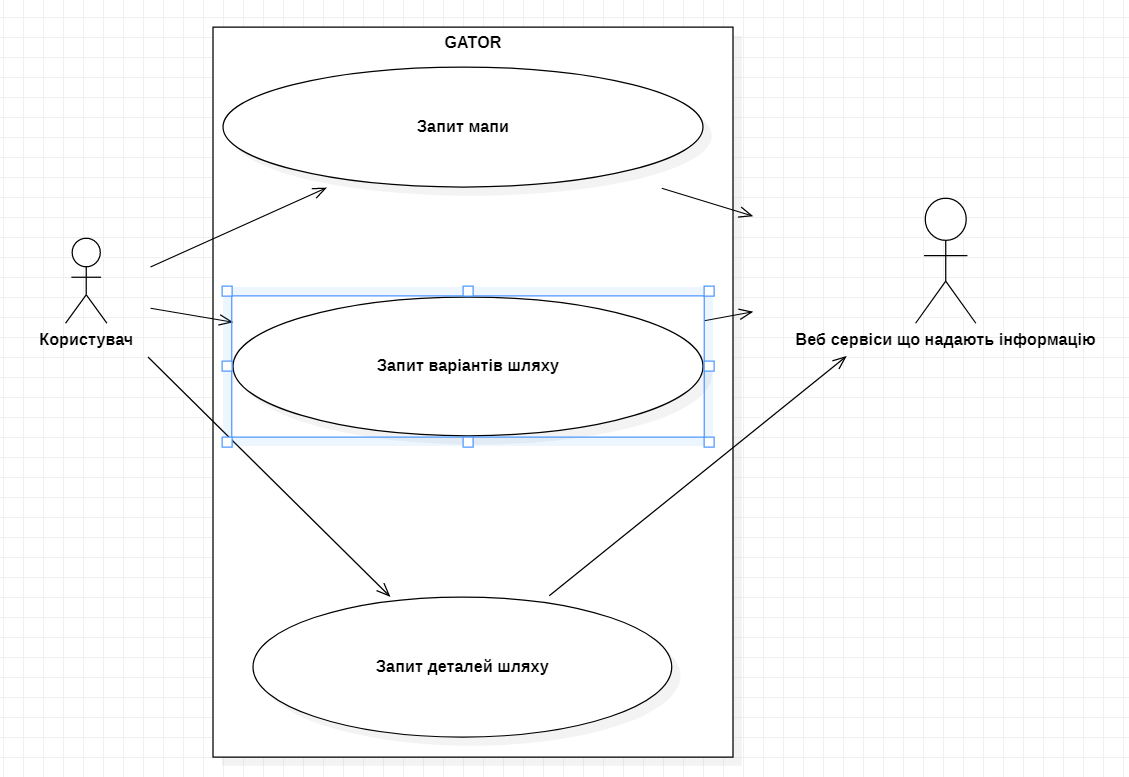 GATOR
Запит мапи
Користувач
Веб сервіси що надають інформацію
Запит варіантів шляху
Запит деталей шляху